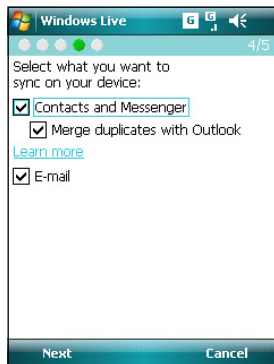 Windows Live G G
4/5
Select what you want to
sync on your device:
Contacts and Messenger
Merge duplicates with Outlook
Learn more
E-mail
Next Cancel